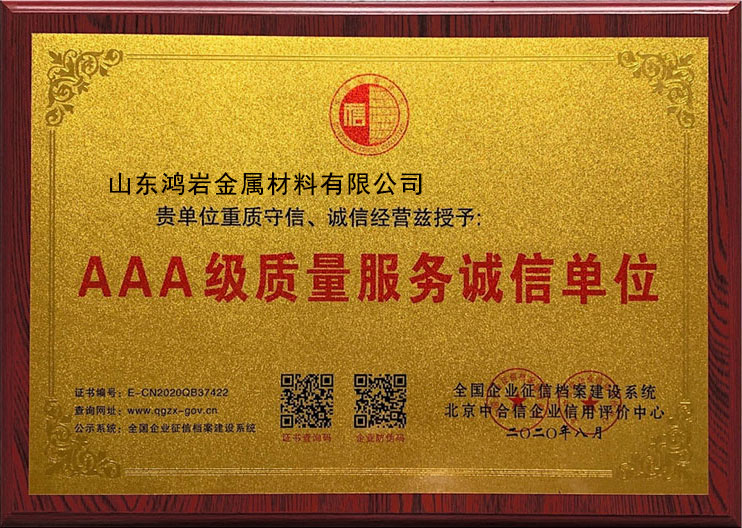 信
山东鸿岩金属材料有限公司
贵单位重质守信、诚信经营兹授予:
AAA级质量服务诚信单位
证书编号: E-CN2020QB37422
查询网址: www.qgzx-gov.cn
公示系统: 全国企业征信档案建设系统
证书查询码
企业防伪码
全国企业征信档案建设系统
北京中合信企业信用评价中心
二〇二〇年八月